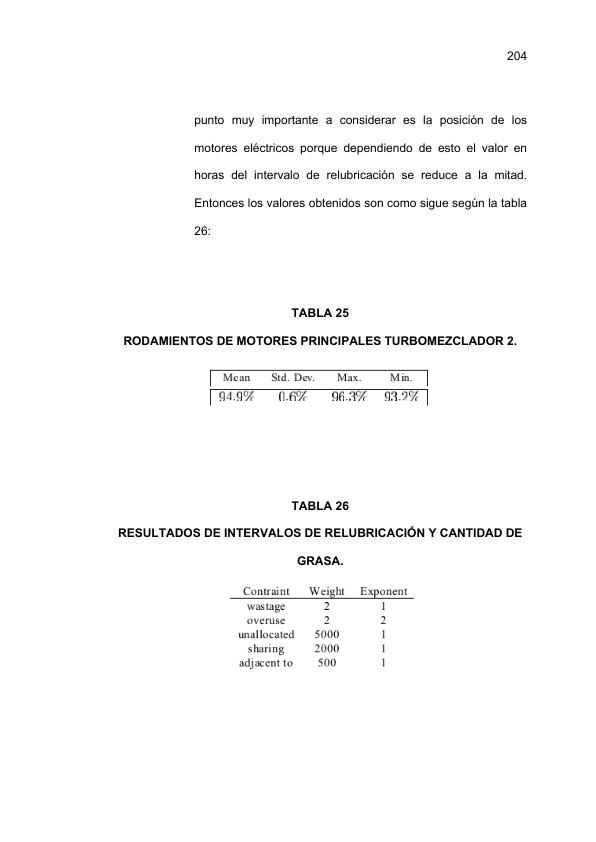 204
punto muy importante a considerar es la posición de los
motores eléctricos porque dependiendo de esto el valor en
horas del intervalo de relubricación se reduce a la mitad.
Entonces los valores obtenidos son como sigue según la tabla
26:
TABLA 25
RODAMIENTOS DE MOTORES PRINCIPALES TURBOMEZCLADOR 2.
Mean Std. Dev. Max. Min.
94.9% 0.6% 96.3% 93.2%
TABLA 26
RESULTADOS DE INTERVALOS DE RELUBRICACIÓN Y CANTIDAD DE
GRASA.
Contraint Weight Exponent
wastage 2 1
overuse 2 2
unallocated 5000 1
sharing 2000 1
adjacent to 500 1